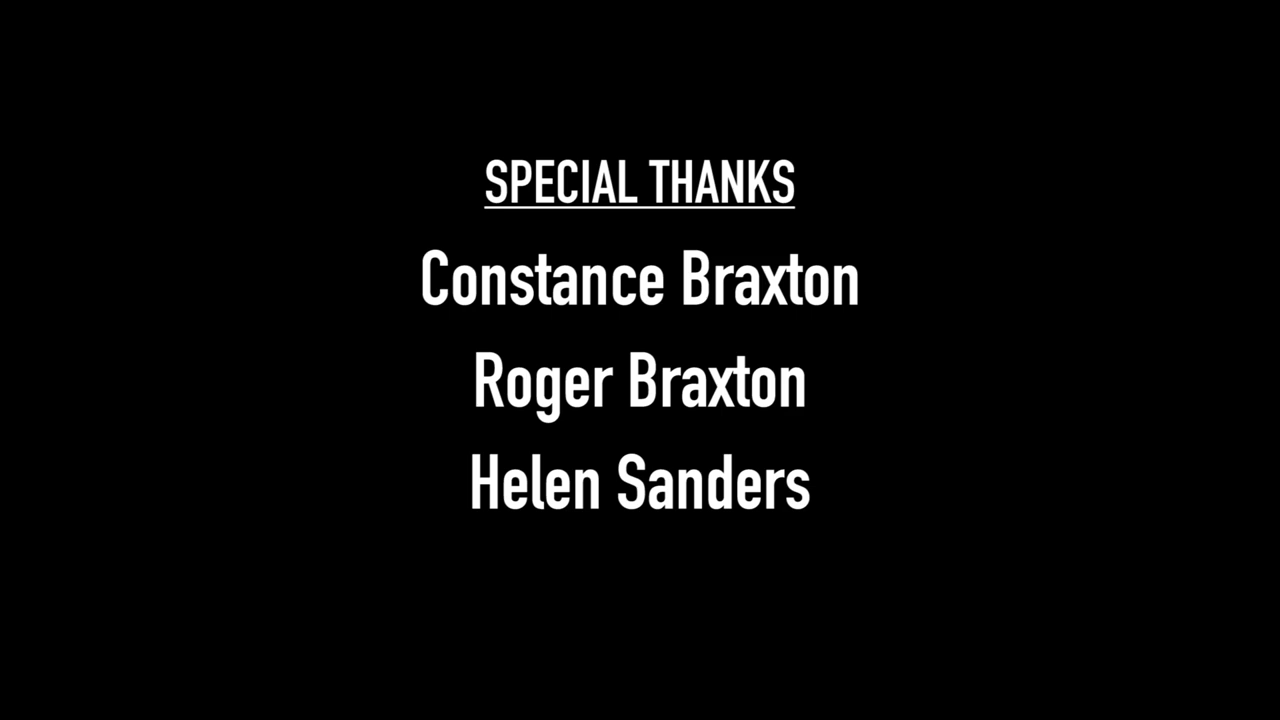 SPECIAL THANKS
Constance Braxton
Roger Braxton
Helen Sanders